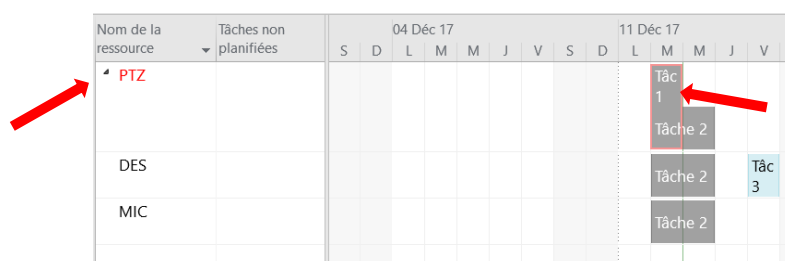 Nom de la ressource
Tâches non planifiées
04 Déc 17
11 Déc 17
S D L M M J V S D L M M J V
PTZ
Tâc 1
Tâche 2
DES
Tâche 2
Tâc 3
MIC
Tâche 2